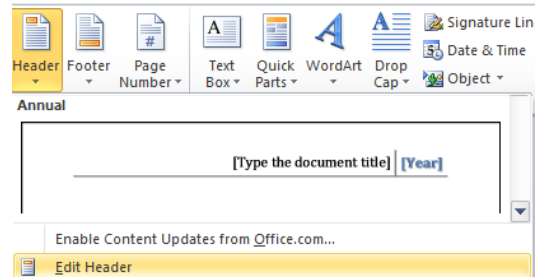 Header Footer Page Number Text Box Quick Parts WordArt Drop Cap
Signature Lin
Date & Time
Object
Annual
[Type the document title] [Year]
Enable Content Updates from Office.com...
Edit Header